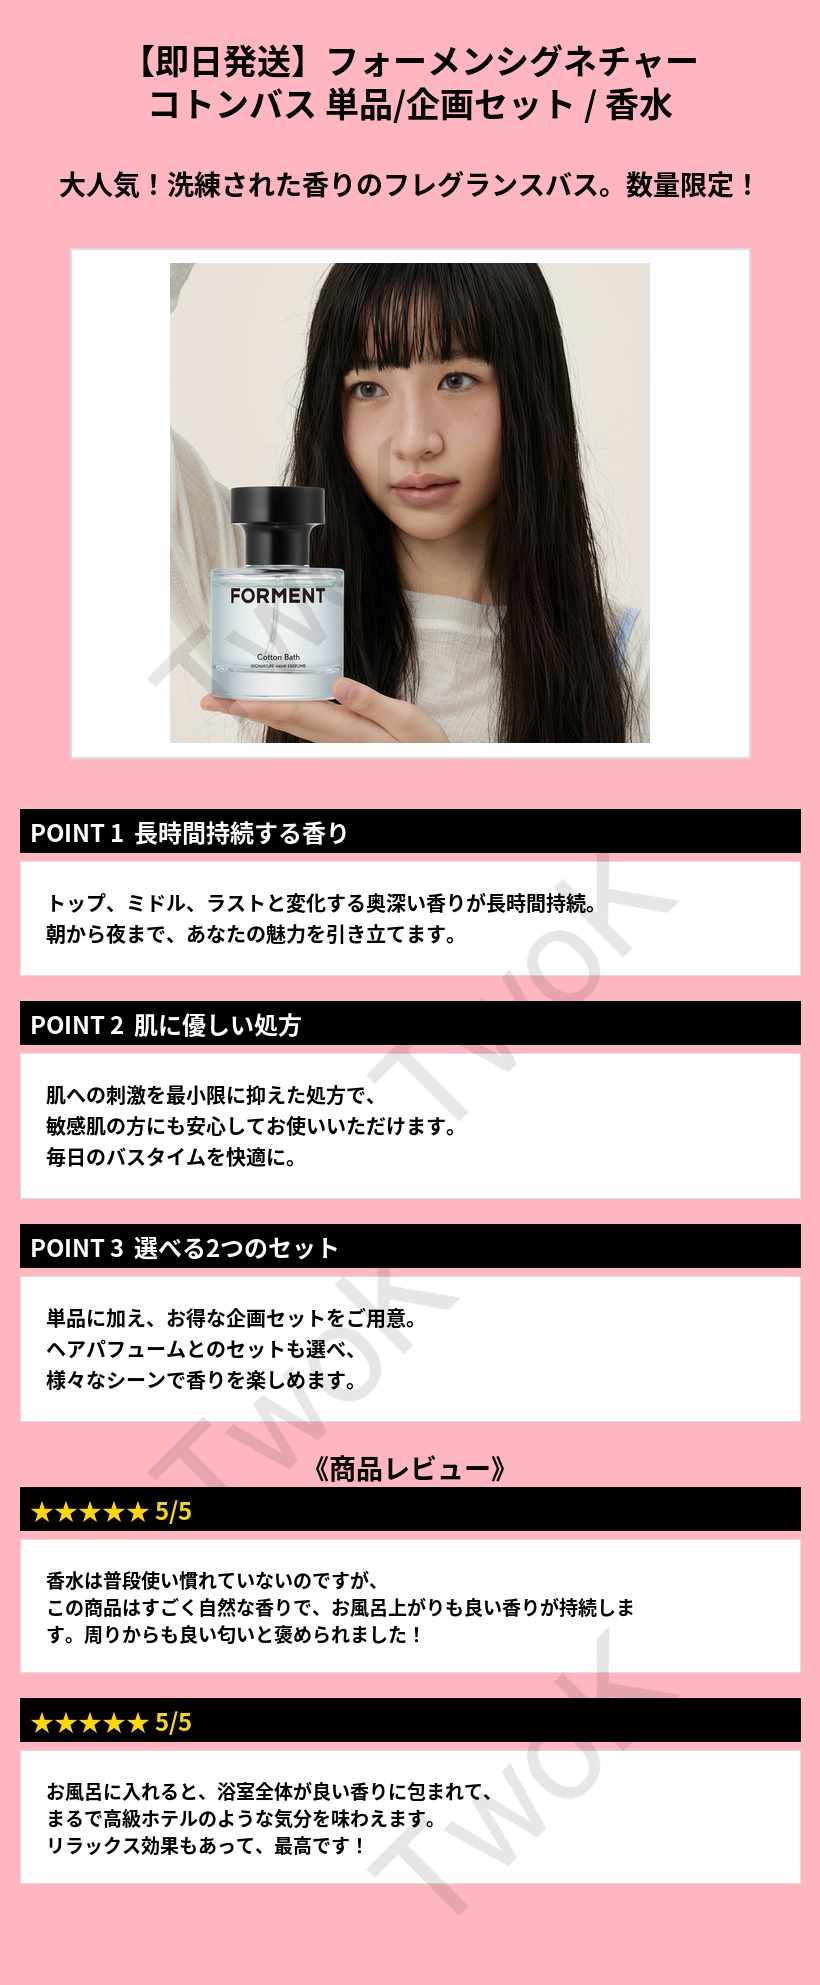 【即日発送】フォーメンシグネチャー
コトンバス 単品/企画セット / 香水
大人気！洗練された香りのフレグランスバス。数量限定！
FORMENT
Cotton Bath
SIGNATURE HAND PERFUME
TwoK
POINT 1 長時間持続する香り
トップ、ミドル、ラストと変化する奥深い香りが長時間持続。
朝から夜まで、あなたの魅力を引き立てます。
TwoK
POINT 2 肌に優しい処方
肌への刺激を最小限に抑えた処方で、
敏感肌の方にも安心してお使いいただけます。
毎日のバスタイムを快適に。
POINT 3 選べる2つのセット
単品に加え、お得な企画セットをご用意。
ヘアパフュームとのセットも選べ、
様々なシーンで香りを楽しめます。
TwoK
《商品レビュー》
★★★★★ 5/5
香水は普段使い慣れていないのですが、
この商品はすごく自然な香りで、お風呂上がりも良い香りが持続しま
す。周りからも良い匂いと褒められました！
★★★★★ 5/5
お風呂に入れると、浴室全体が良い香りに包まれて、
まるで高級ホテルのような気分を味わえます。
リラックス効果もあって、最高です！
TwoK